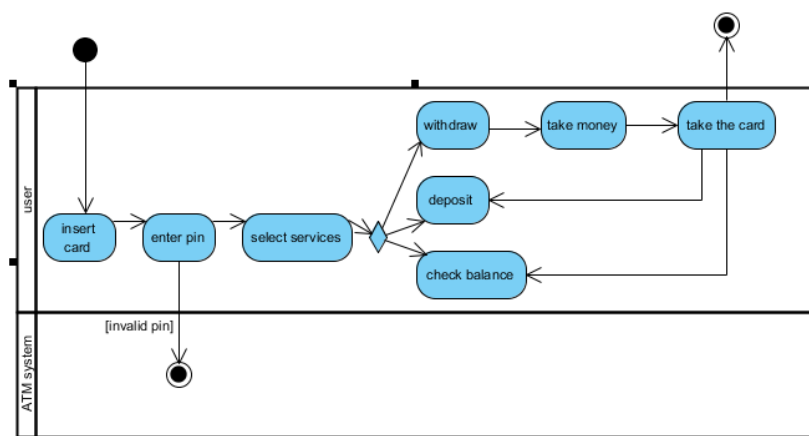 user
withdraw
take money
take the card
deposit
insert
card
enter pin
select services
check balance
[invalid pin]
ATM system